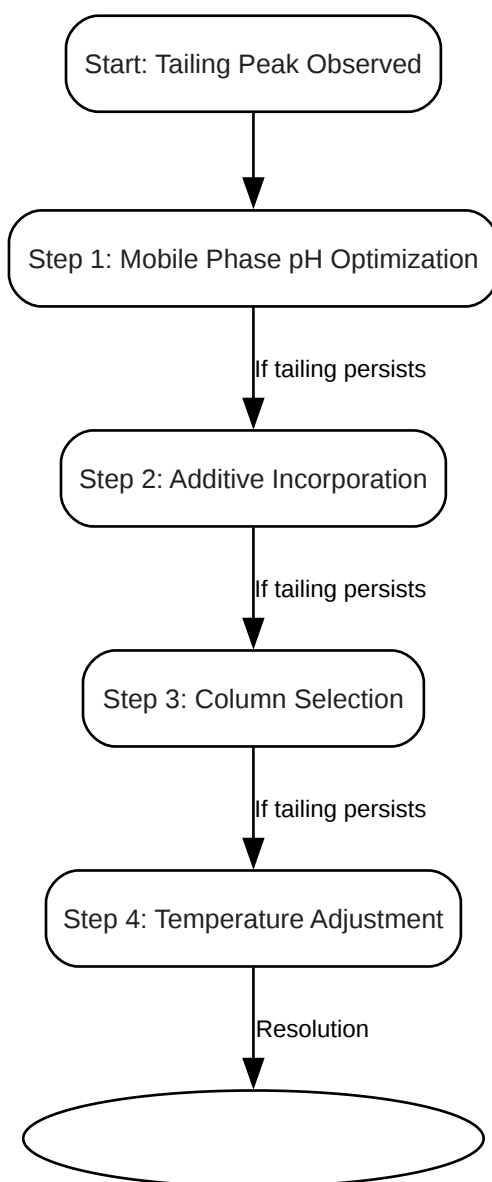 Start: Tailing Peak Observed
Step 1: Mobile Phase pH Optimization
If tailing persists
Step 2: Additive Incorporation
If tailing persists
Step 3: Column Selection
If tailing persists
Step 4: Temperature Adjustment
Resolution